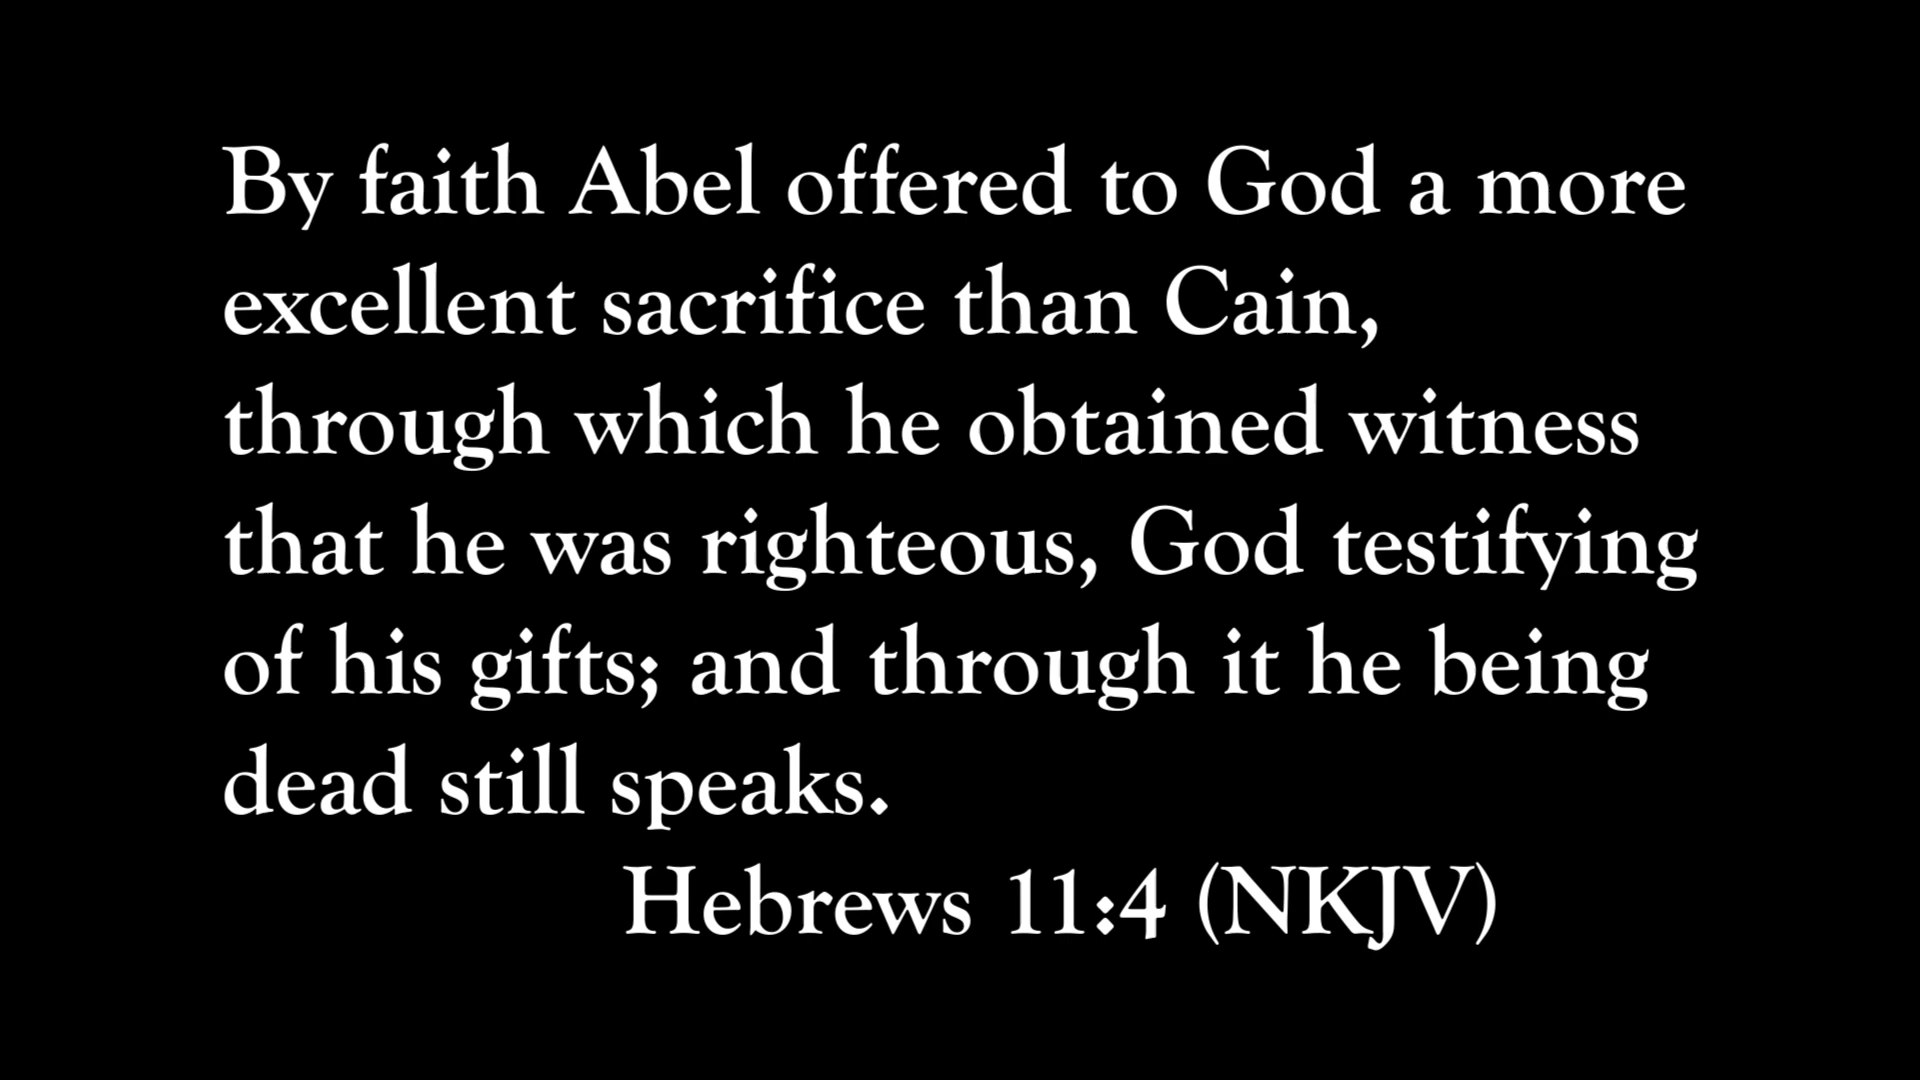 By faith Abel offered to God a more
excellent sacrifice than Cain,
through which he obtained witness
that he was righteous, God testifying
of his gifts; and through it he being
dead still speaks.
Hebrews 11:4 (NKJV)